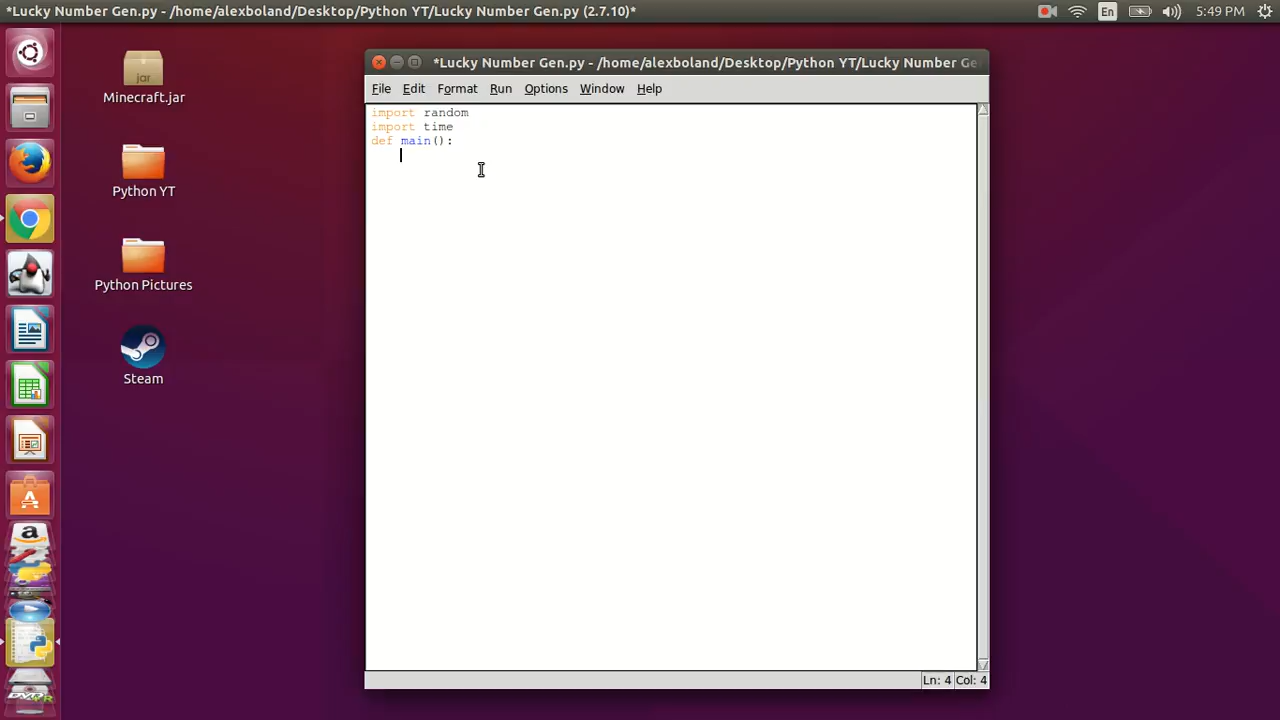 *Lucky Number Gen.py - /home/alexboland/Desktop/Python YT/Lucky Number Gen.py (2.7.10)*
En
5:49 PM
jar
Minecraft.jar
Python YT
Python Pictures
Steam
*Lucky Number Gen.py - /home/alexboland/Desktop/Python YT/Lucky Number Ge
File Edit Format Run Options Window Help
import random
import time
def main():
Ln: 4 Col: 4